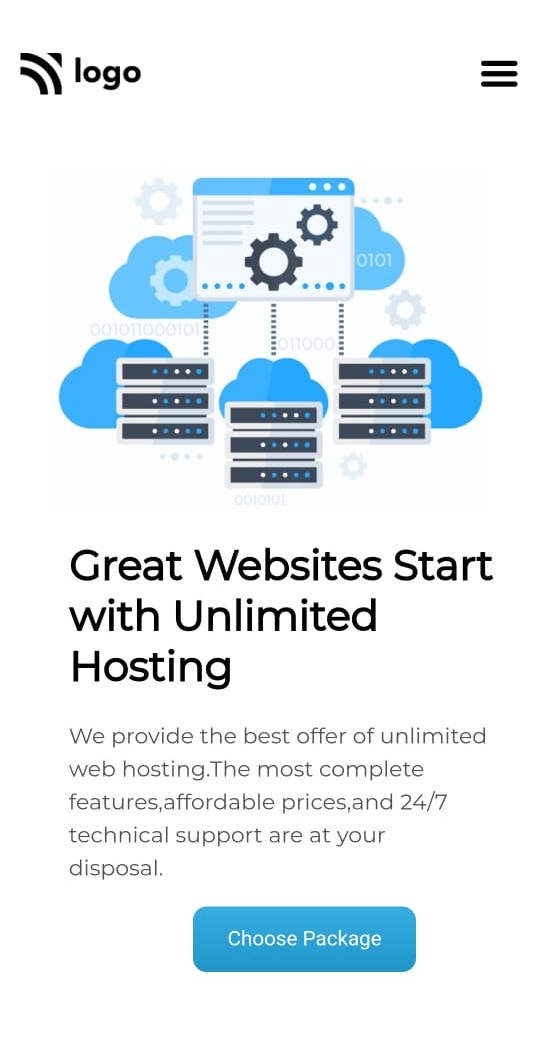 logo
0101
001011000101
011000
0010101
Great Websites Start
with Unlimited
Hosting
We provide the best offer of unlimited
web hosting.The most complete
features,affordable prices,and 24/7
technical support are at your
disposal.
Choose Package